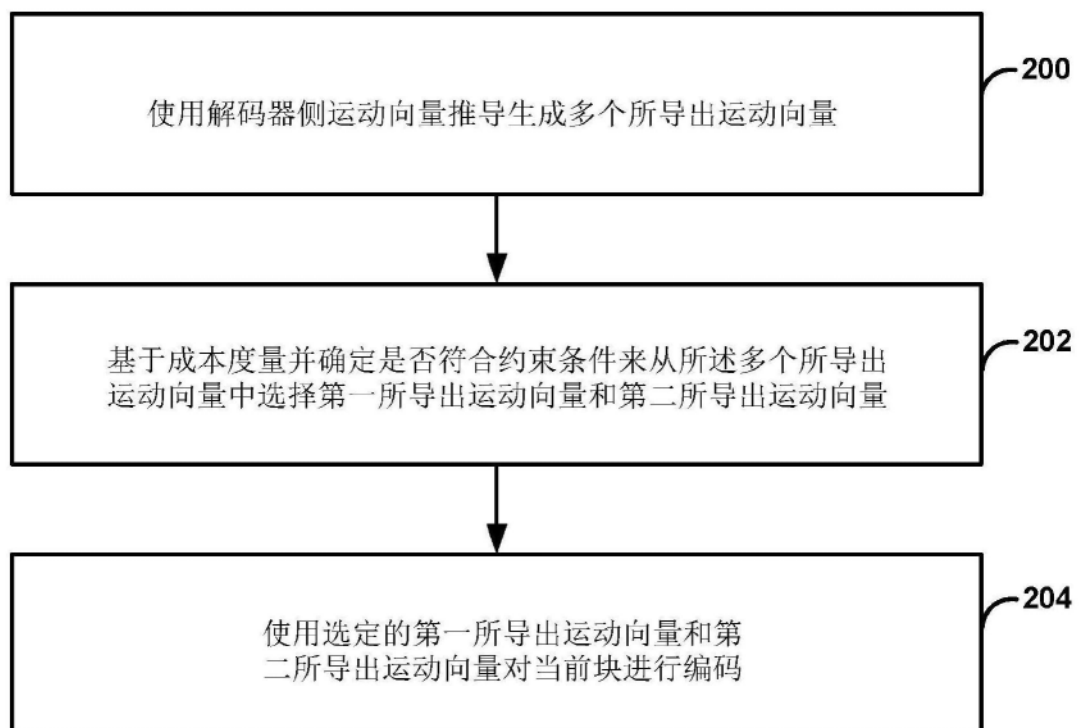 使用解码器侧运动向量推导生成多个所导出运动向量
200
基于成本度量并确定是否符合约束条件来从所述多个所导出
运动向量中选择第一所导出运动向量和第二所导出运动向量
202
使用选定的第一所导出运动向量和第
二所导出运动向量对当前块进行编码
204